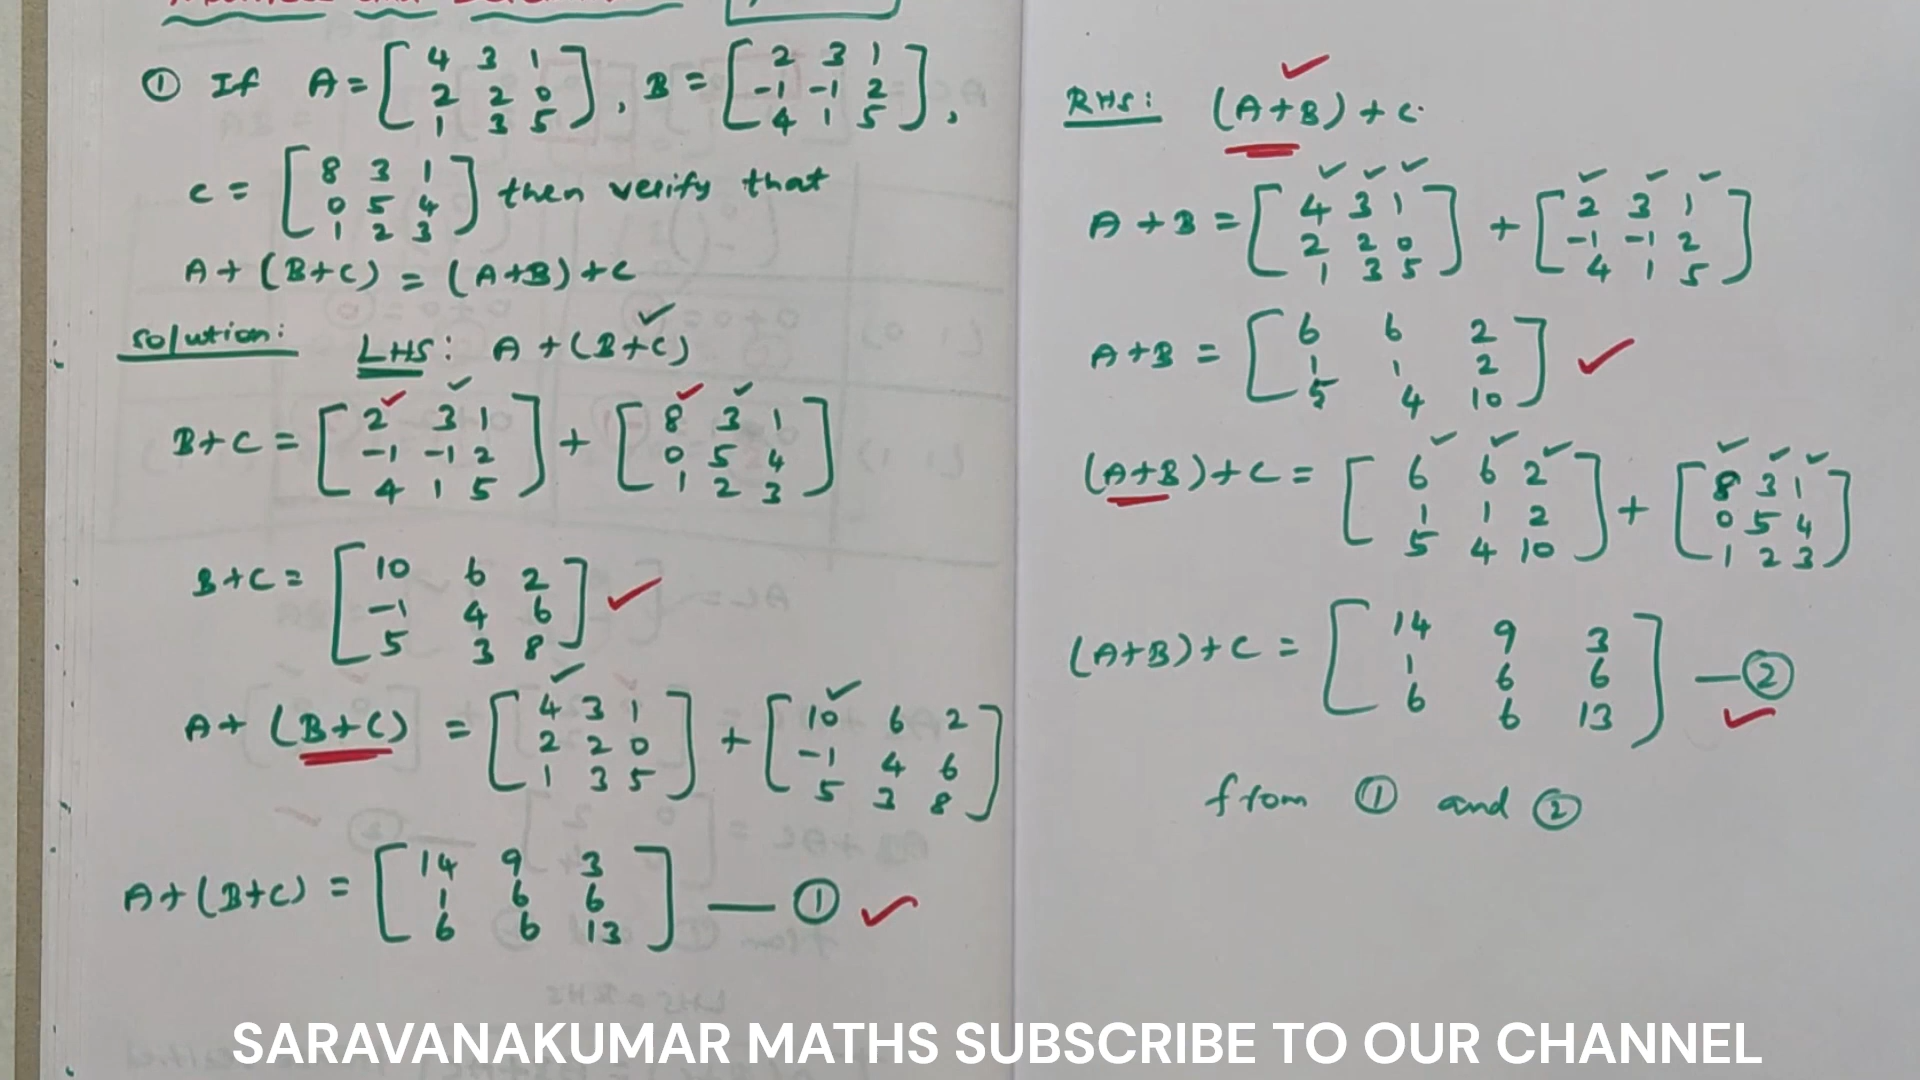 ① If A = [ 4 3 1 ] , B = [ 2 3 1 ] ,
2 2 0 -1 -1 2
1 3 5 4 1 5
C = [ 8 3 1 ] then verify that
0 5 4
1 2 3
A + (B+C) = (A+B) + C
Solution: LHS: A + (B+C)
B+C = [ 2 3 1 ] + [ 8 3 1 ]
-1 -1 2 0 5 4
4 1 5 1 2 3
B+C = [ 10 6 2 ]
-1 4 6
5 3 8
A + (B+C) = [ 4 3 1 ] + [ 10 6 2 ]
2 2 0 -1 4 6
1 3 5 5 3 8
A+(B+C) = [ 14 9 3 ] — ①
1 6 6
6 6 13
RHS: (A+B) + C.
A + B = [ 4 3 1 ] + [ 2 3 1 ]
2 2 0 -1 -1 2
1 3 5 4 1 5
A+B = [ 6 6 2 ]
1 1 2
5 4 10
(A+B)+C = [ 6 6 2 ] + [ 8 3 1 ]
1 1 2 0 5 4
5 4 10 1 2 3
(A+B)+C = [ 14 9 3 ] — ②
1 6 6
6 6 13
from ① and ②
SARAVANAKUMAR MATHS SUBSCRIBE TO OUR CHANNEL